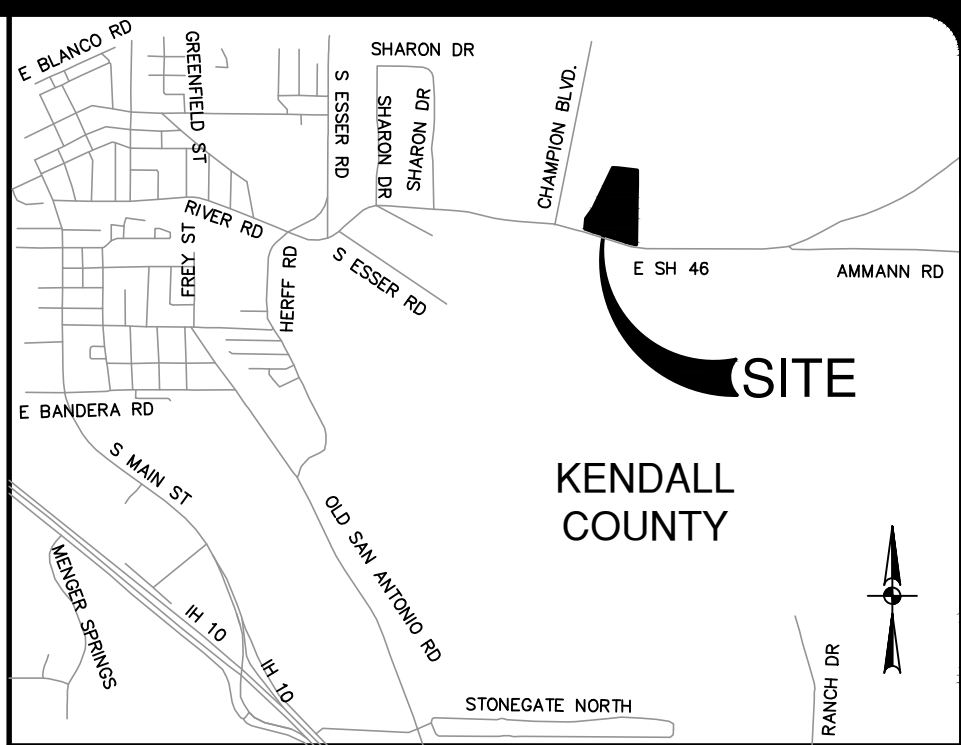 E BLANCO RD
GREENFIELD ST
SHARON DR
S ESSER RD
SHARON DR
SHARON DR
CHAMPION BLVD.
RIVER RD
FREY ST
HERFF RD
S ESSER RD
E SH 46
AMMANN RD
SITE
E BANDERA RD
S MAIN ST
KENDALL
COUNTY
OLD SAN ANTONIO RD
MENGER SPRINGS
IH 10
IH 10
STONEGATE NORTH
RANCH DR